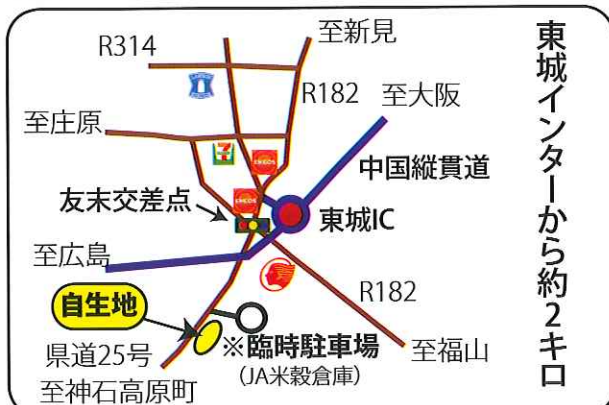 東城インターから約2キロ
至新見
R314
R182
至大阪
至庄原
中国縦貫道
ENEOS
ENEOS
友末交差点
東城IC
至広島
R182
自生地
※臨時駐車場
(JA米穀倉庫)
県道25号
至福山
至神石高原町